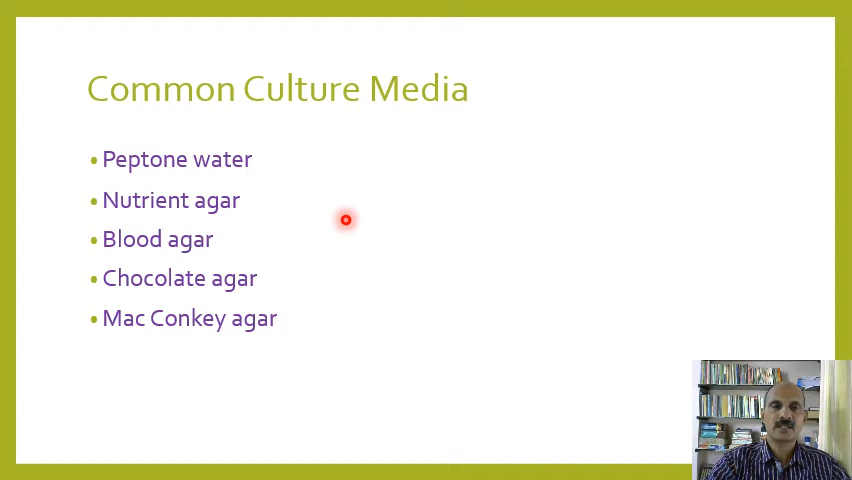 Common Culture Media
• Peptone water
• Nutrient agar
• Blood agar
• Chocolate agar
• Mac Conkey agar